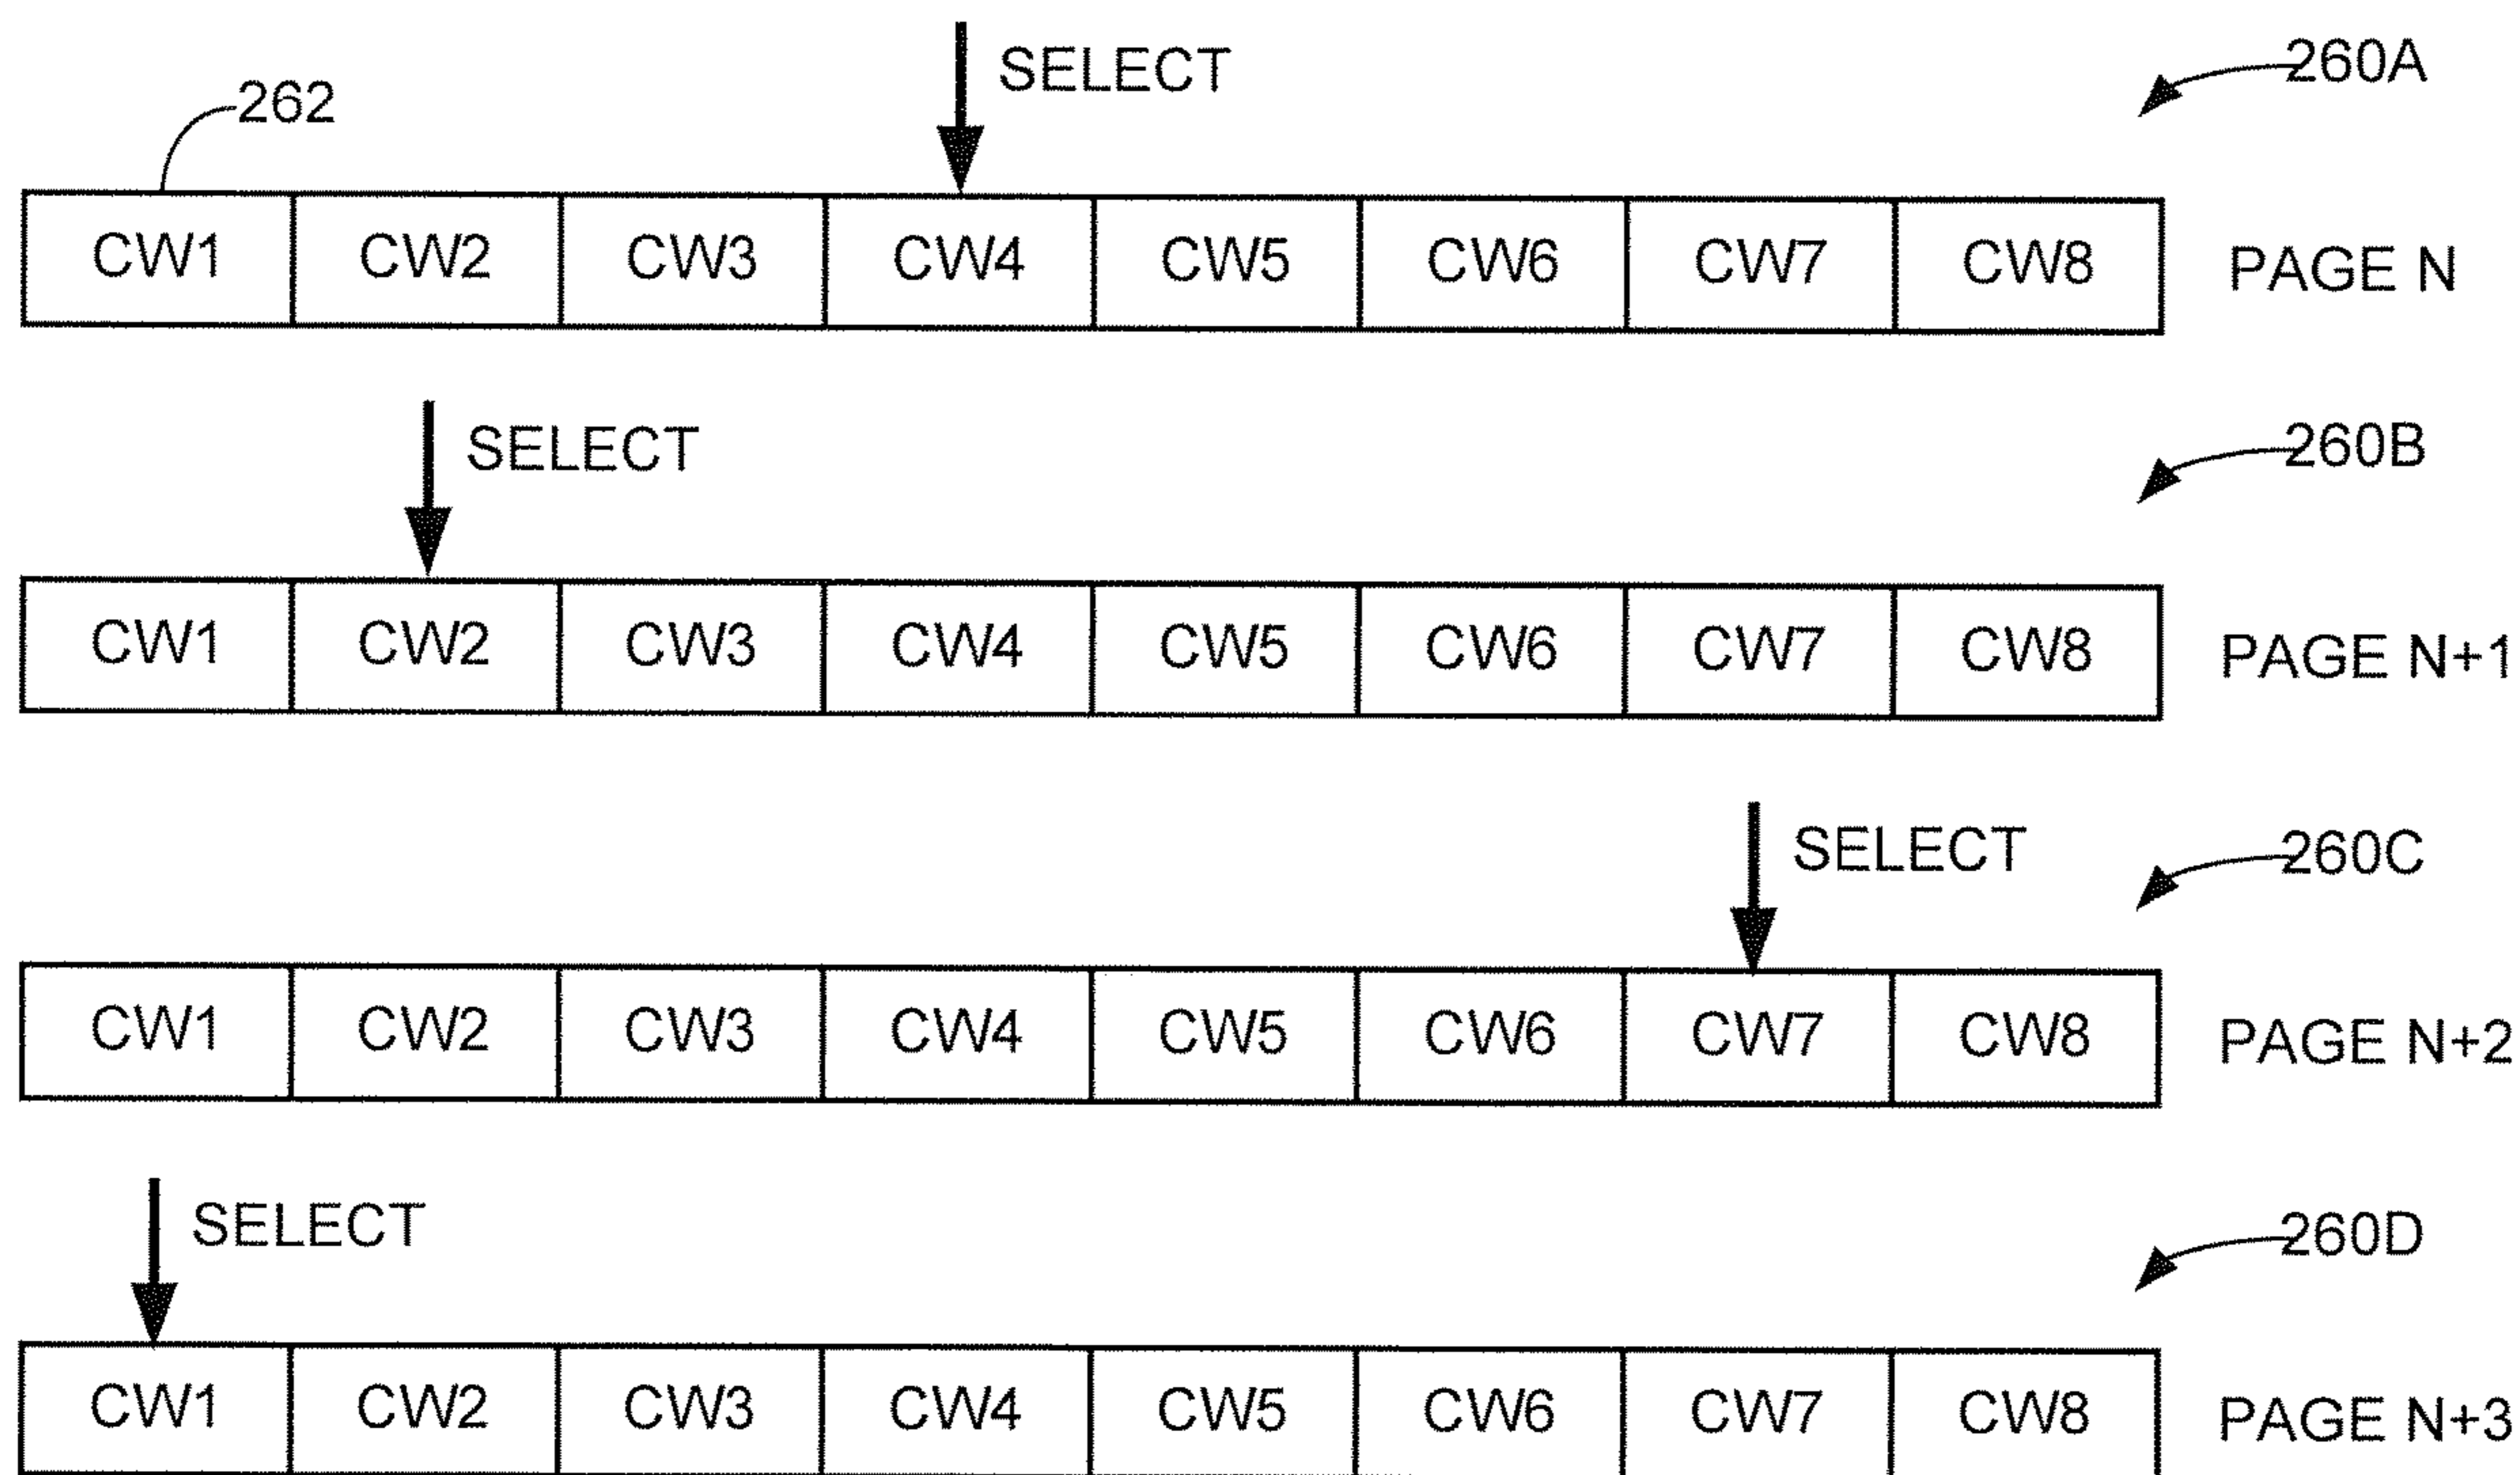 SELECT 260A
262
CW1 CW2 CW3 CW4 CW5 CW6 CW7 CW8 PAGE N
SELECT 260B
CW1 CW2 CW3 CW4 CW5 CW6 CW7 CW8 PAGE N+1
SELECT 260C
CW1 CW2 CW3 CW4 CW5 CW6 CW7 CW8 PAGE N+2
SELECT 260D
CW1 CW2 CW3 CW4 CW5 CW6 CW7 CW8 PAGE N+3